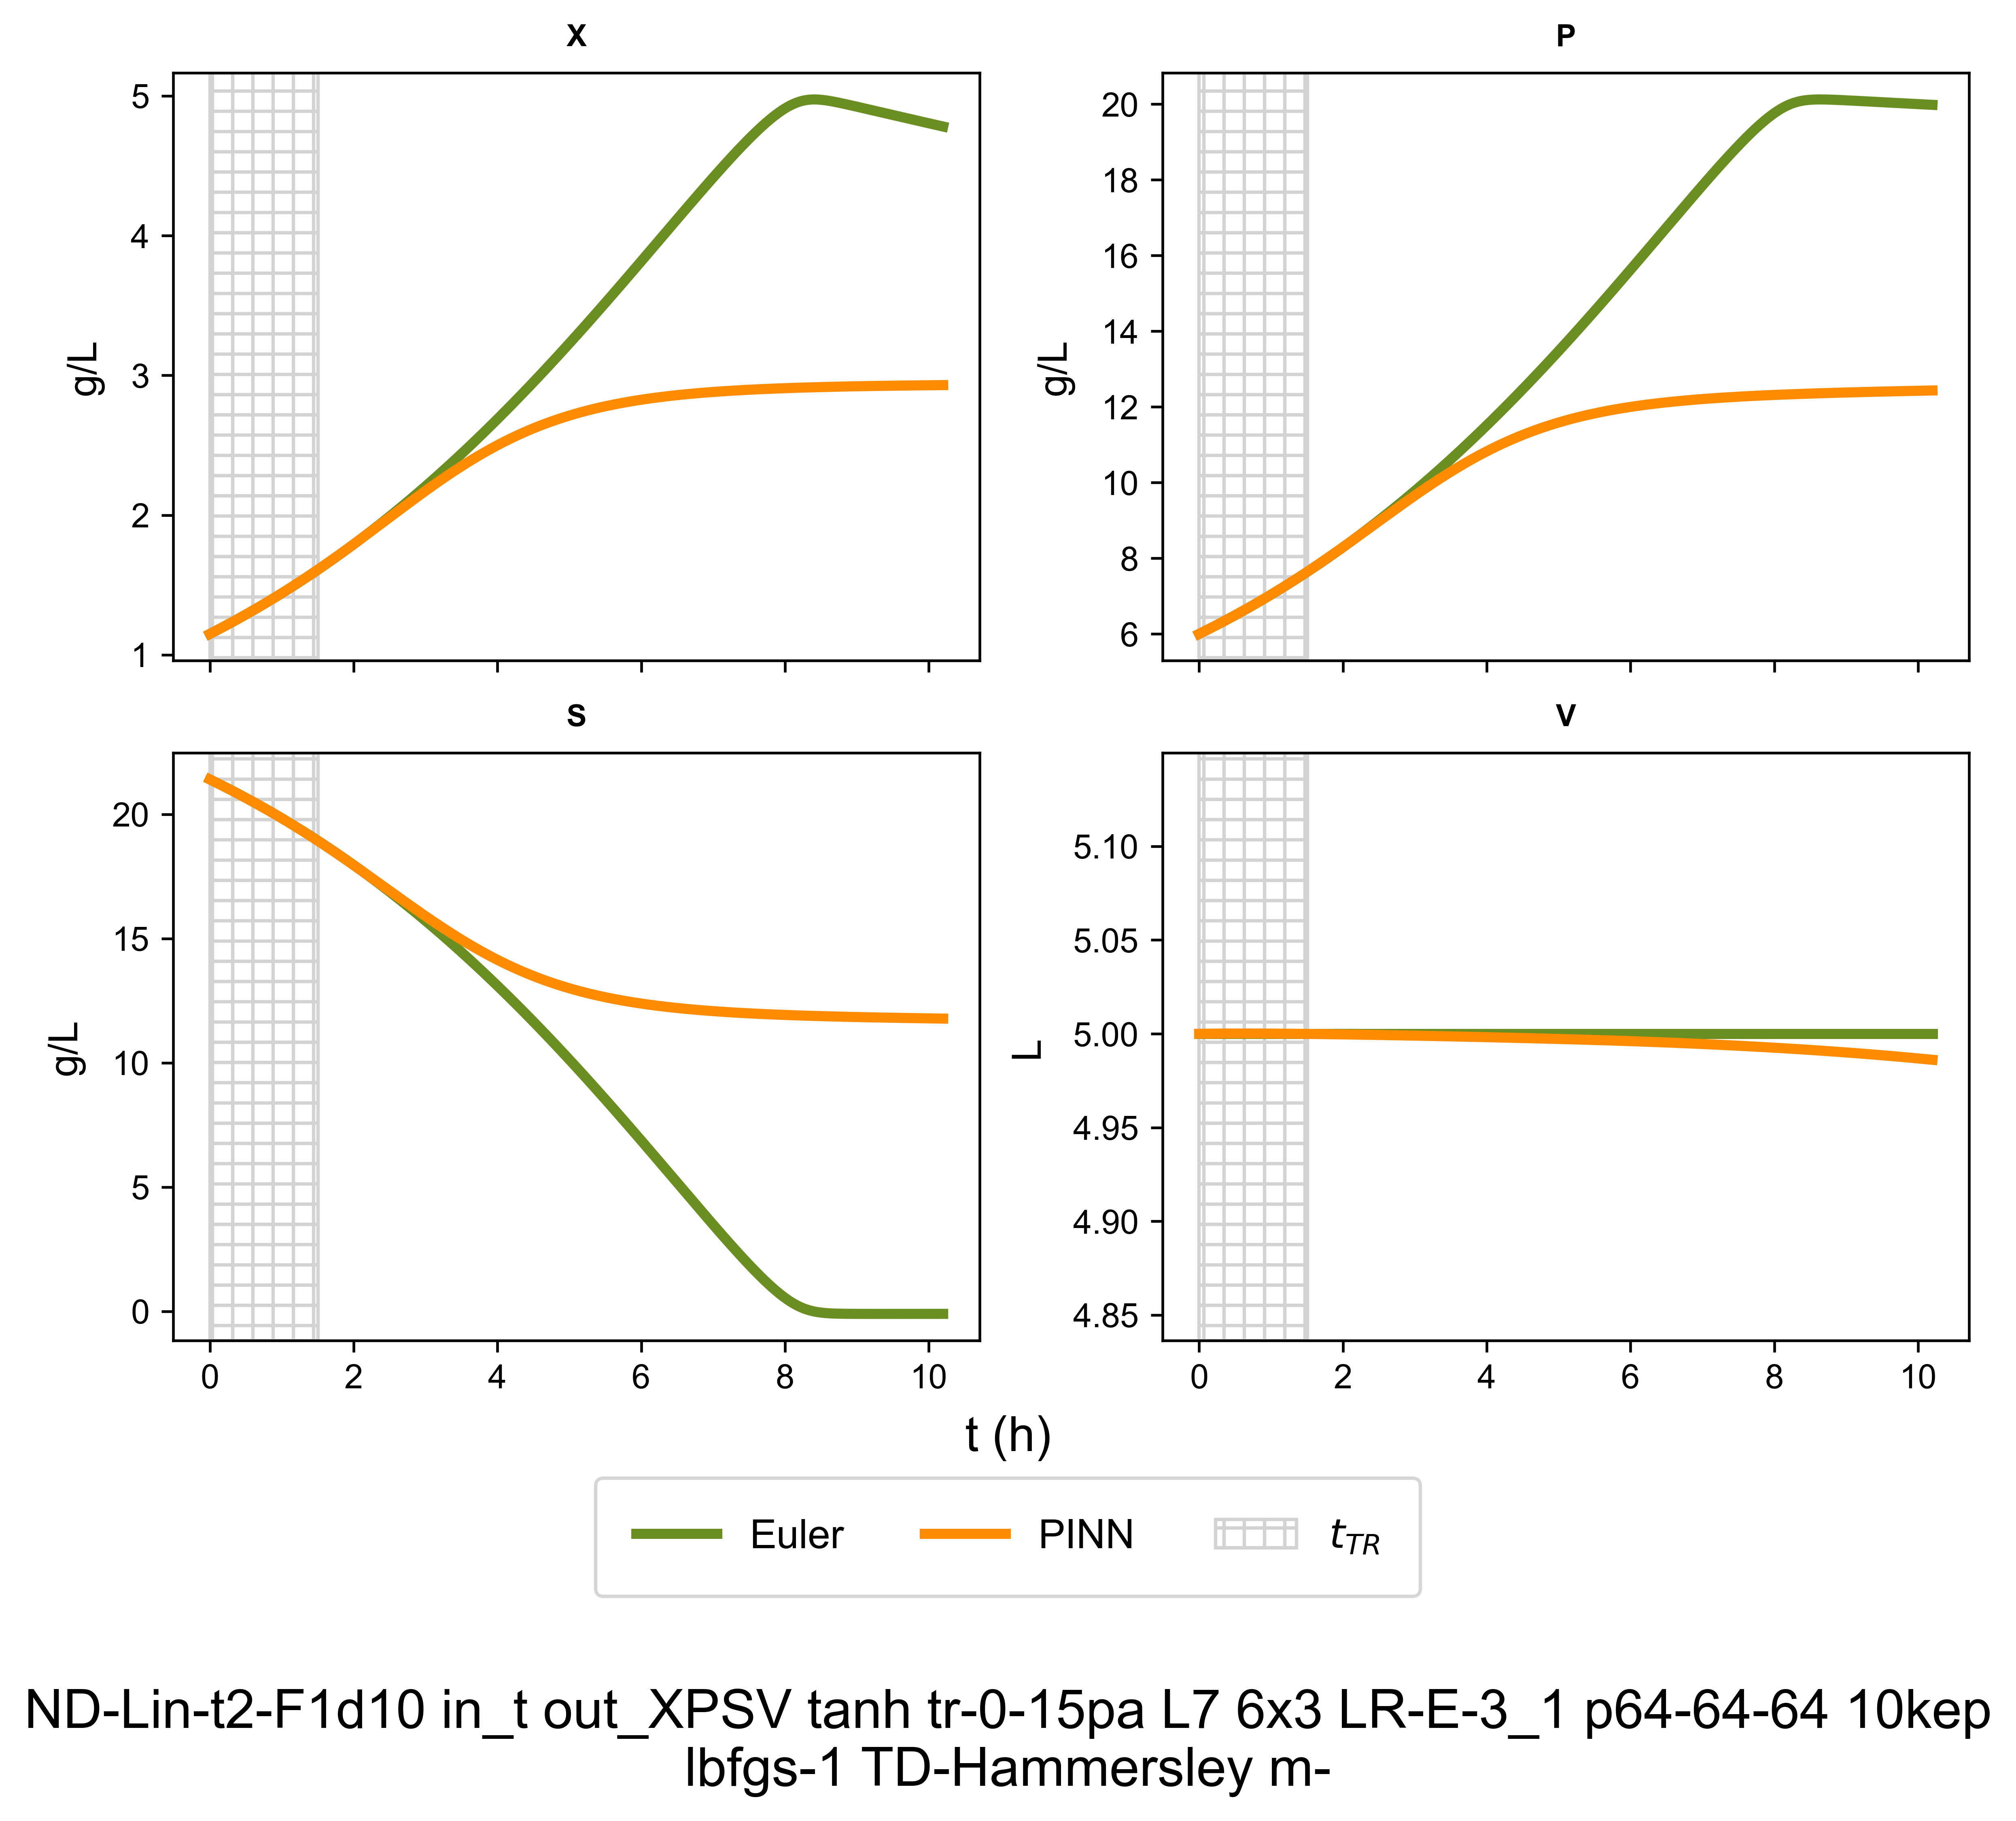 X
P
5
4
3
2
1
g/L
20
18
16
14
12
10
8
6
g/L
S
V
20
15
10
5
0
g/L
0
2
4
6
8
10
5.10
5.05
5.00
4.95
4.90
4.85
L
0
2
4
6
8
10
t (h)
Euler
PINN
t_TR
ND-Lin-t2-F1d10 in_t out_XPSV tanh tr-0-15pa L7 6x3 LR-E-3_1 p64-64-64 10kep
lbfgs-1 TD-Hammersley m-